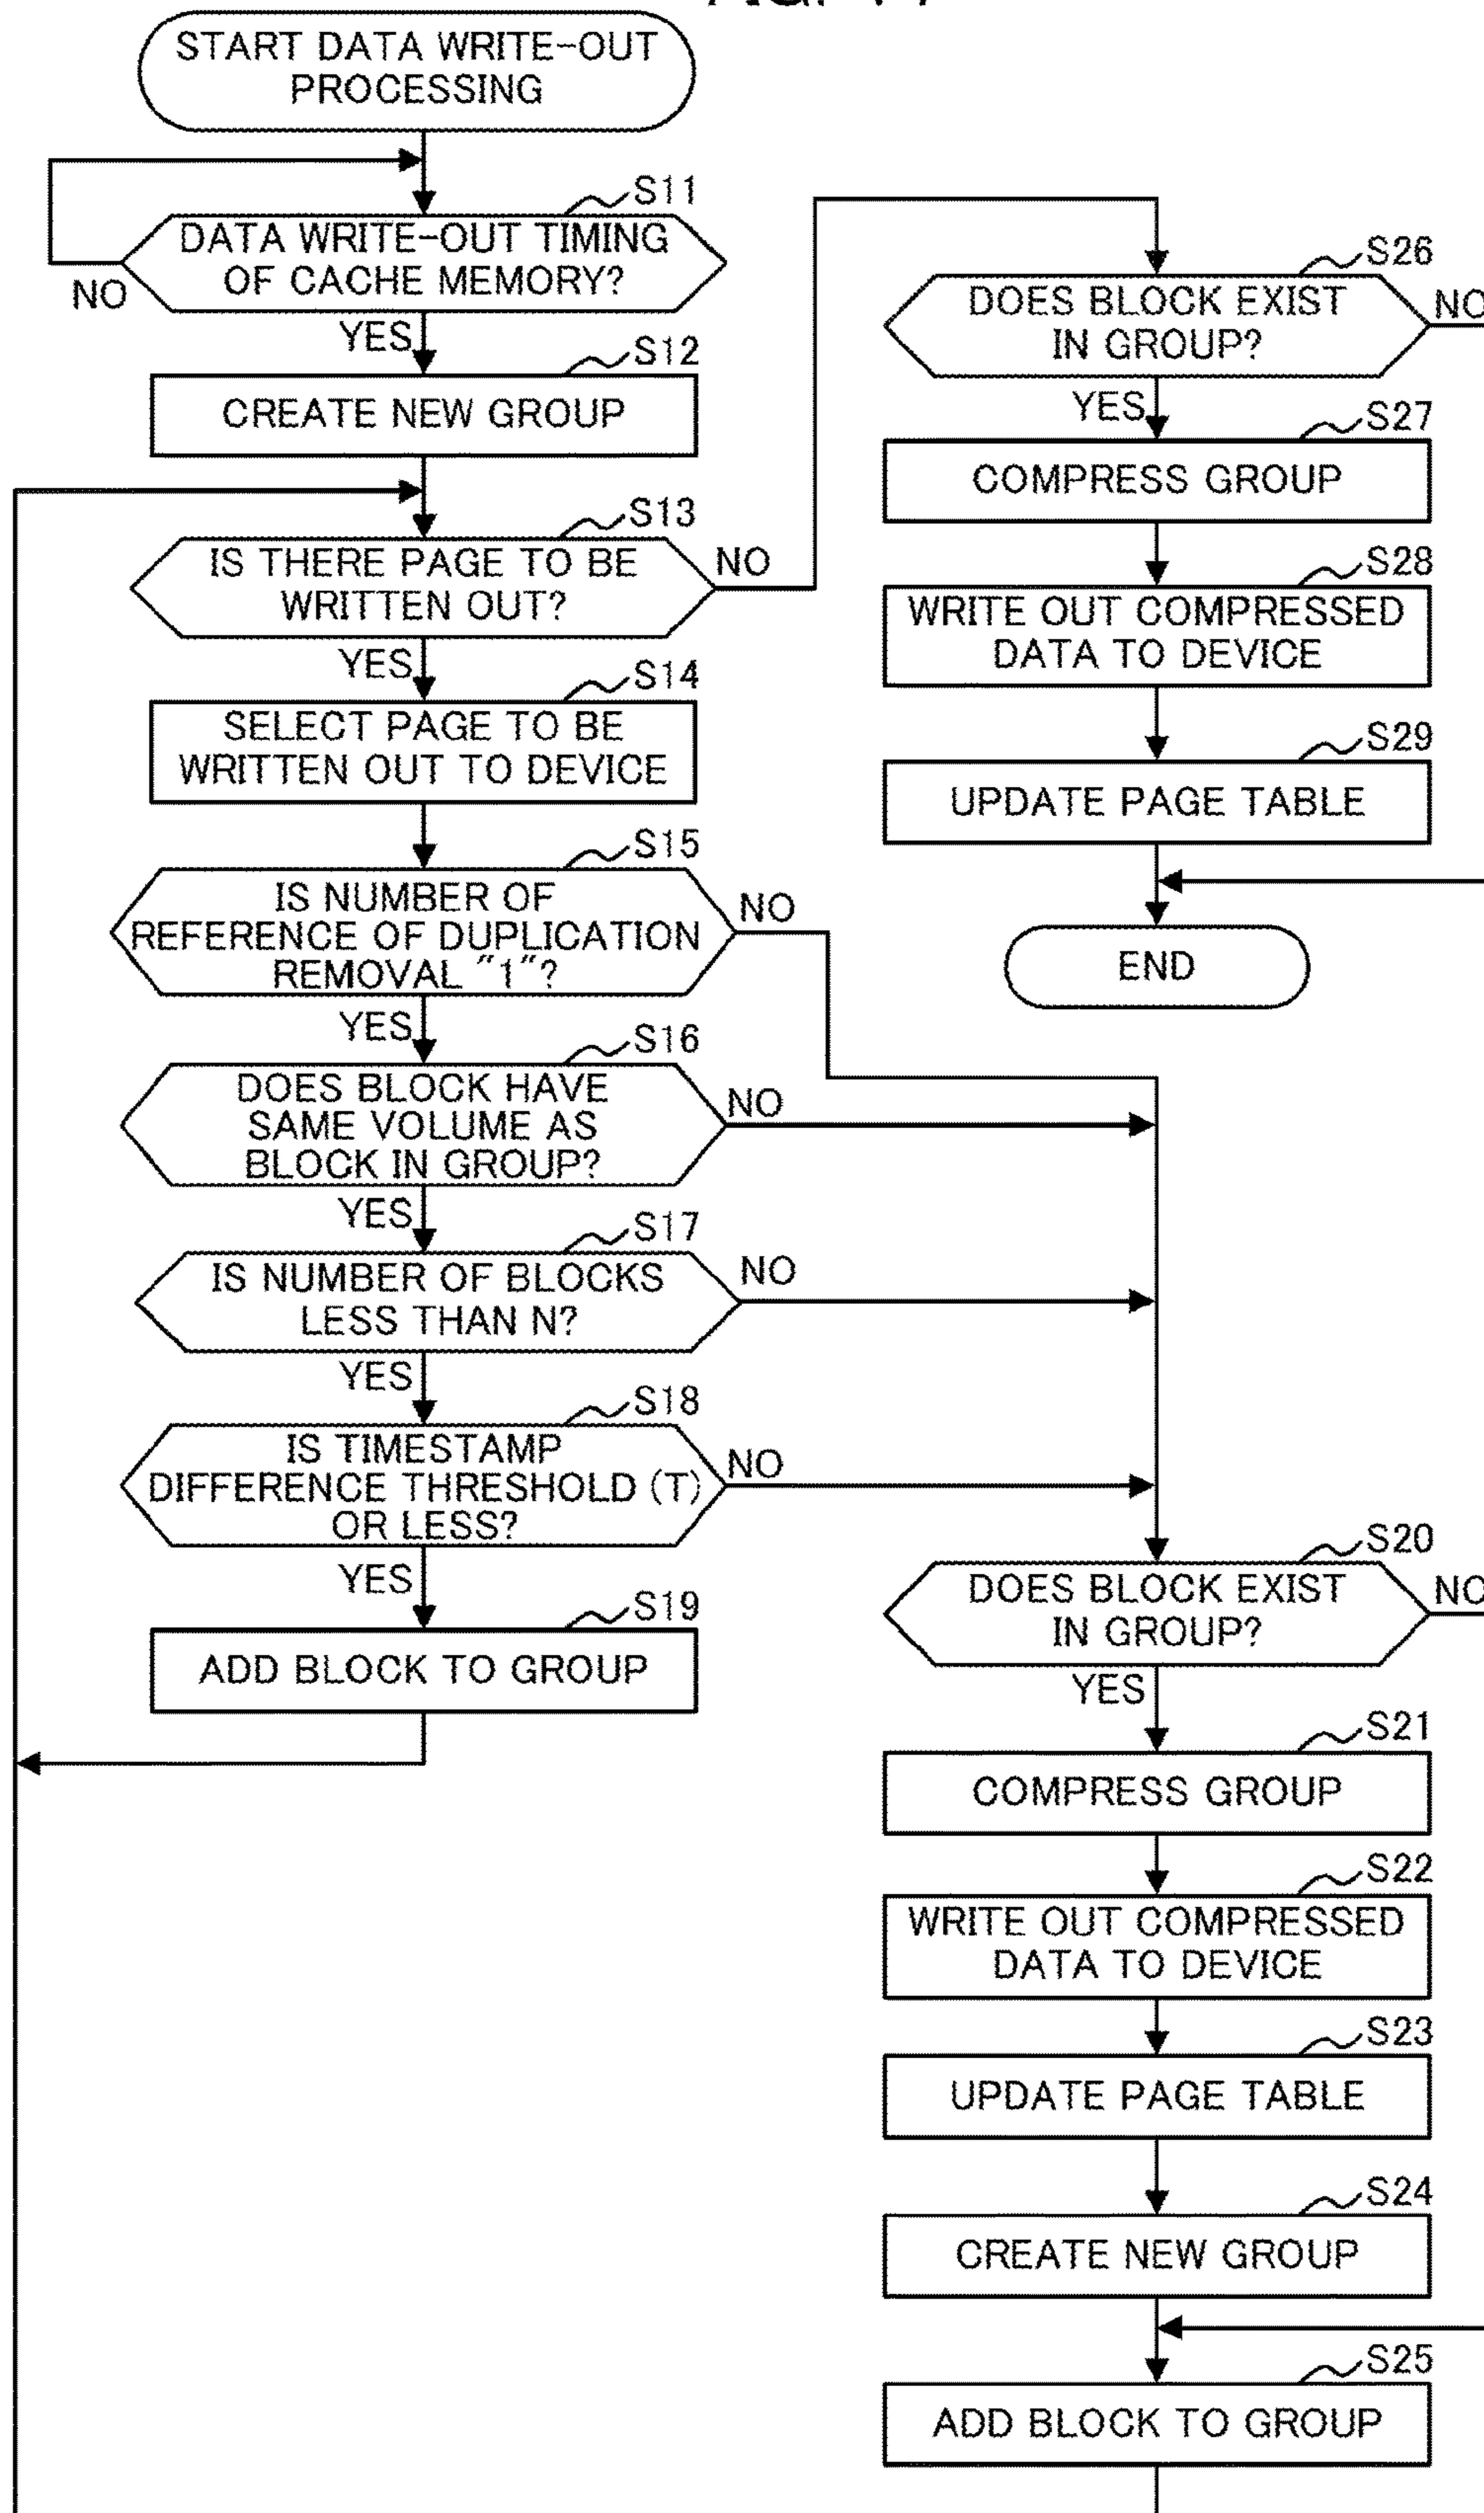 START DATA WRITE-OUT
PROCESSING
S11
DATA WRITE-OUT TIMING
OF CACHE MEMORY?
NO
YES
S12
CREATE NEW GROUP
S13
IS THERE PAGE TO BE
WRITTEN OUT?
NO
YES
S14
SELECT PAGE TO BE
WRITTEN OUT TO DEVICE
S15
IS NUMBER OF
REFERENCE OF DUPLICATION
REMOVAL "1"?
NO
YES
S16
DOES BLOCK HAVE
SAME VOLUME AS
BLOCK IN GROUP?
NO
YES
S17
IS NUMBER OF BLOCKS
LESS THAN N?
NO
YES
S18
IS TIMESTAMP
DIFFERENCE THRESHOLD (T)
OR LESS?
NO
YES
S19
ADD BLOCK TO GROUP
S26
DOES BLOCK EXIST
IN GROUP?
NO
YES
S27
COMPRESS GROUP
S28
WRITE OUT COMPRESSED
DATA TO DEVICE
S29
UPDATE PAGE TABLE
END
S20
DOES BLOCK EXIST
IN GROUP?
NO
YES
S21
COMPRESS GROUP
S22
WRITE OUT COMPRESSED
DATA TO DEVICE
S23
UPDATE PAGE TABLE
S24
CREATE NEW GROUP
S25
ADD BLOCK TO GROUP